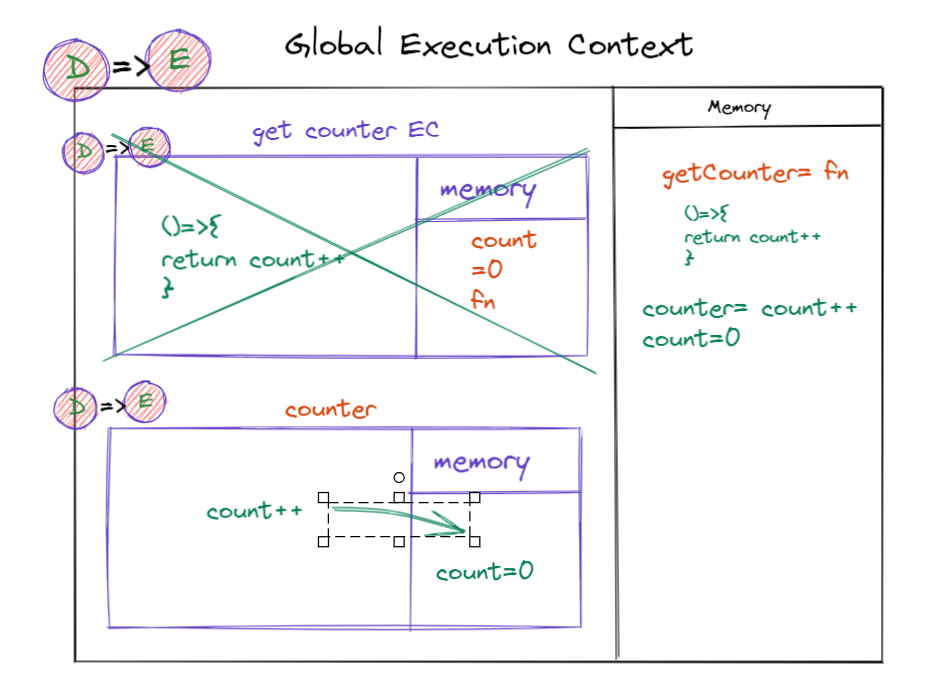 Global Execution Context
D => E
Memory
D => E
get counter EC
memory
()=>{
return count++
}
count
=0
fn
getCounter= fn
()=>{
return count++
}
counter= count++
count=0
D => E
counter
memory
count++
count=0